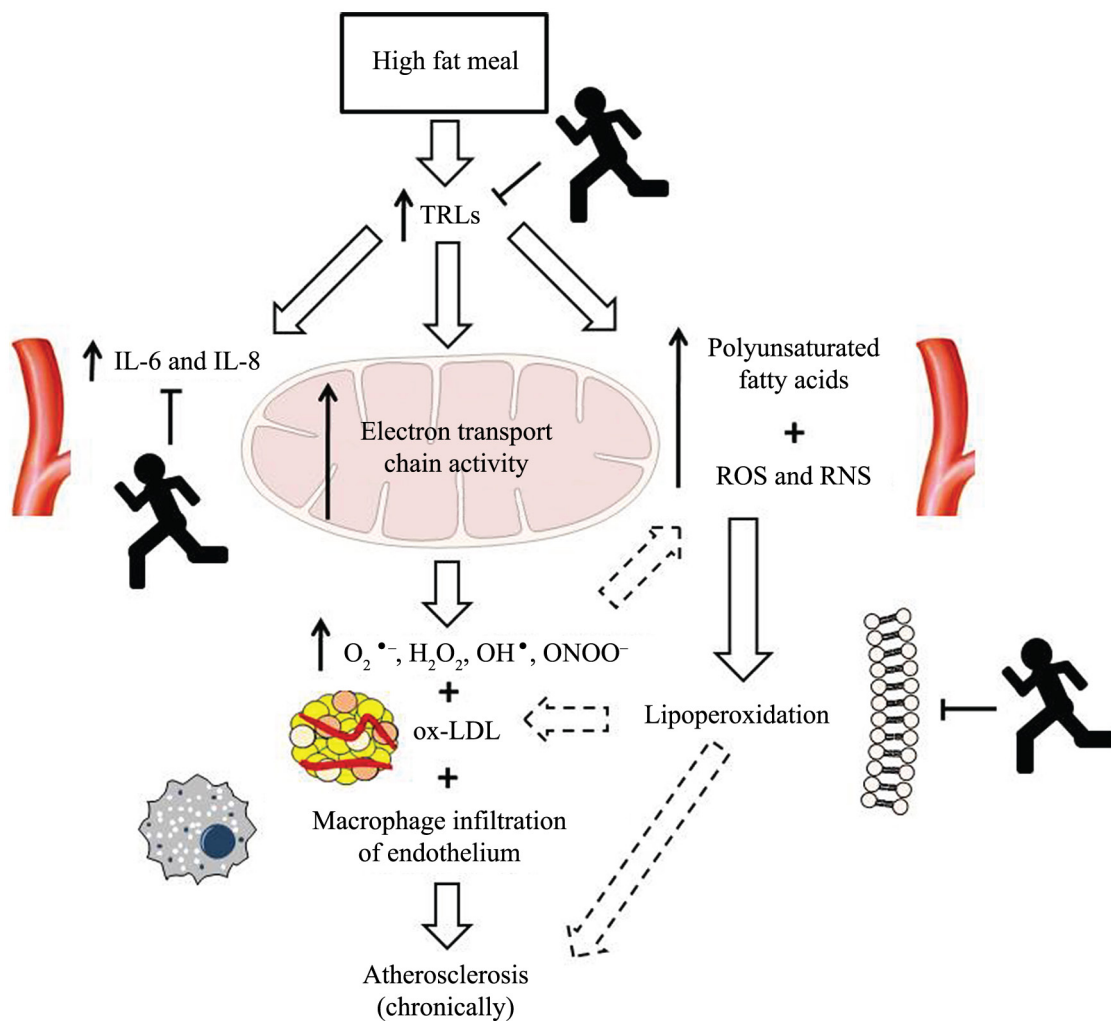 High fat meal
TRLs
IL-6 and IL-8
Polyunsaturated
fatty acids
+
ROS and RNS
Electron transport
chain activity
O₂•⁻, H₂O₂, OH•, ONOO⁻
+
ox-LDL
+
Lipoperoxidation
Macrophage infiltration
of endothelium
Atherosclerosis
(chronically)